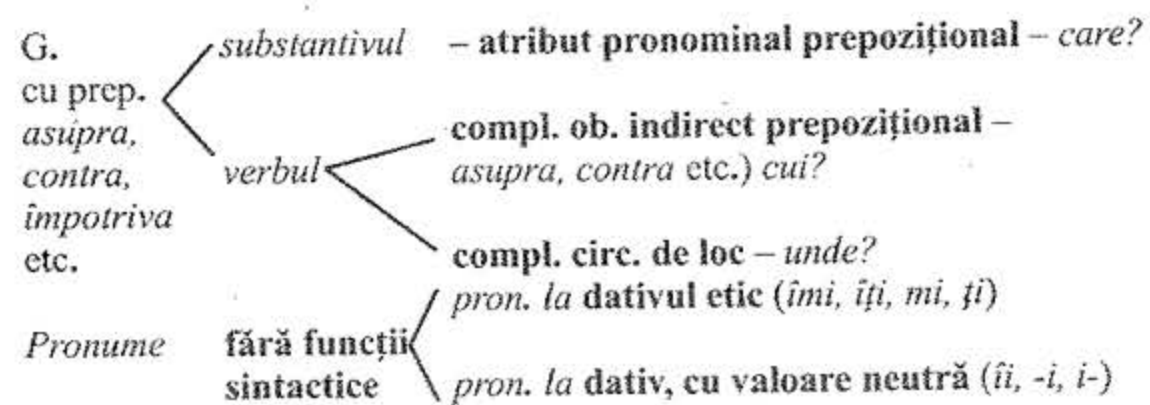 G.
substantivul – atribut pronominal prepozițional – care?
cu prep.
asupra,
compl. ob. indirect prepozițional –
contra,
verbul
asupra, contra etc.) cui?
împotriva
etc.
compl. circ. de loc – unde?
pron. la dativul etic (îmi, îți, mi, ți)
Pronume fără funcții
sintactice
pron. la dativ, cu valoare neutră (îi, -i, i-)